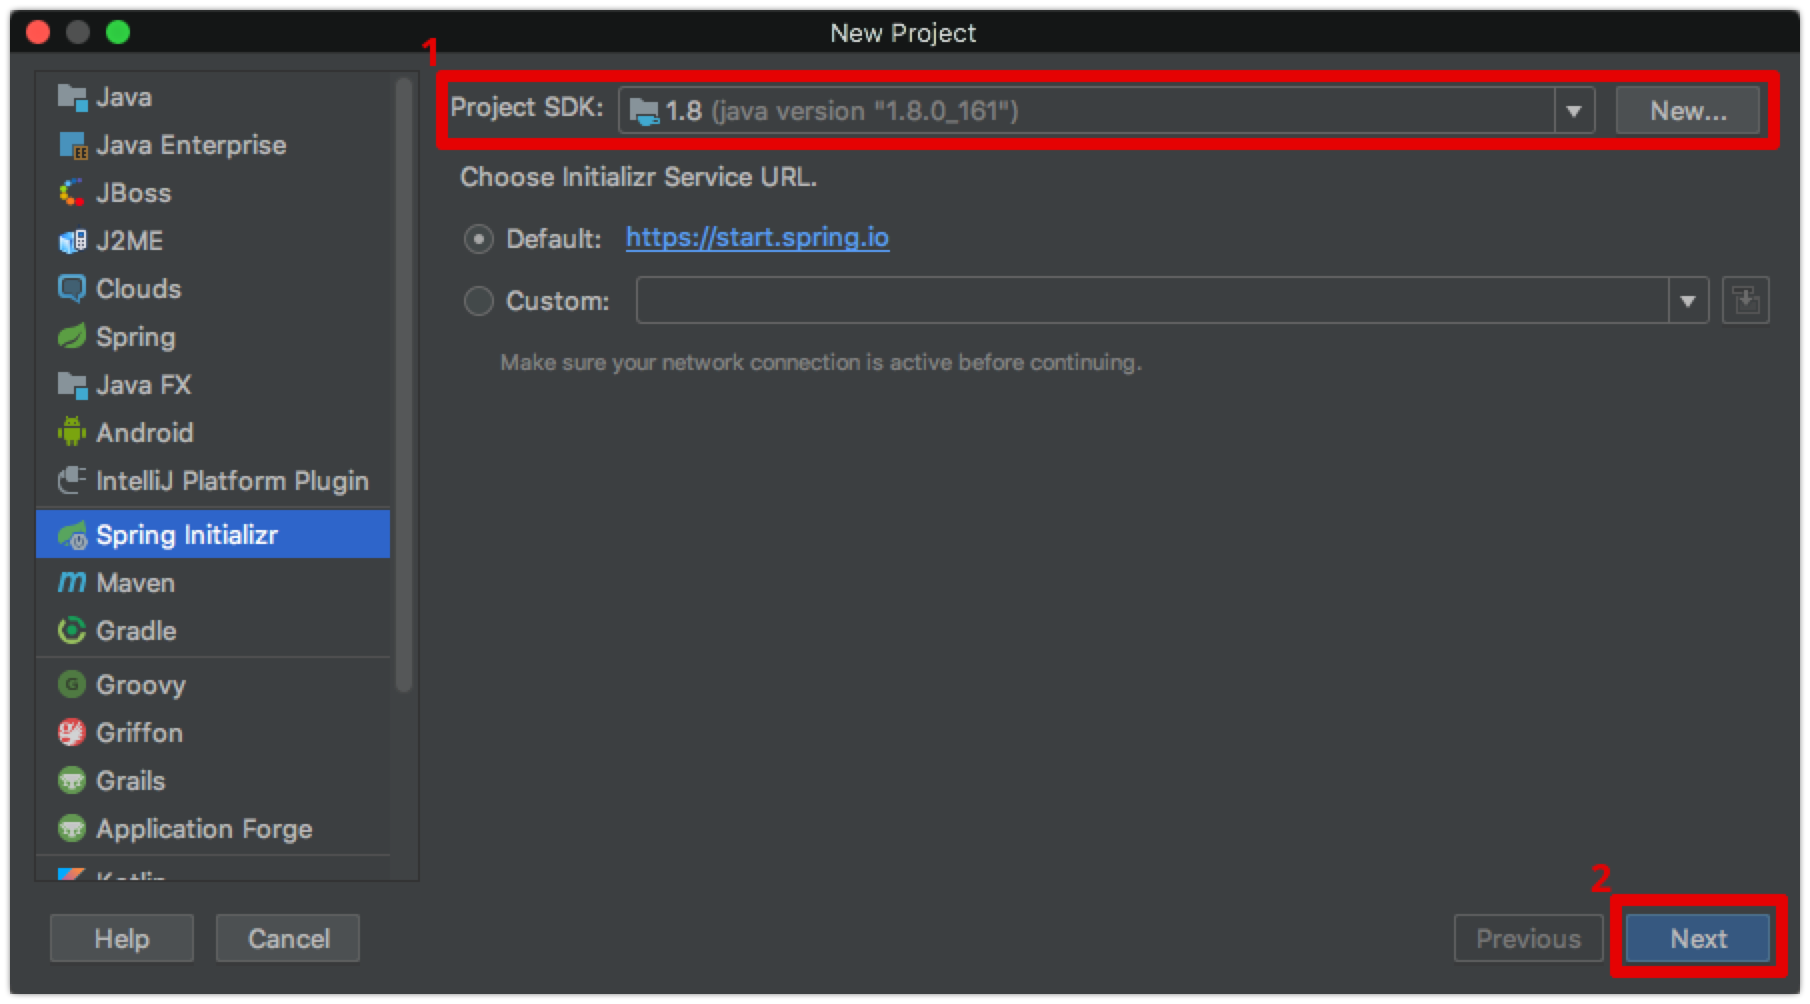 New Project
1
Java
Java Enterprise
JBoss
J2ME
Clouds
Spring
Java FX
Android
IntelliJ Platform Plugin
Spring Initializr
Maven
Gradle
Groovy
Griffon
Grails
Application Forge
Kotlin
Project SDK: 1.8 (java version "1.8.0_161") New...
Choose Initializr Service URL.
Default: https://start.spring.io
Custom:
Make sure your network connection is active before continuing.
2
Help Cancel Previous Next